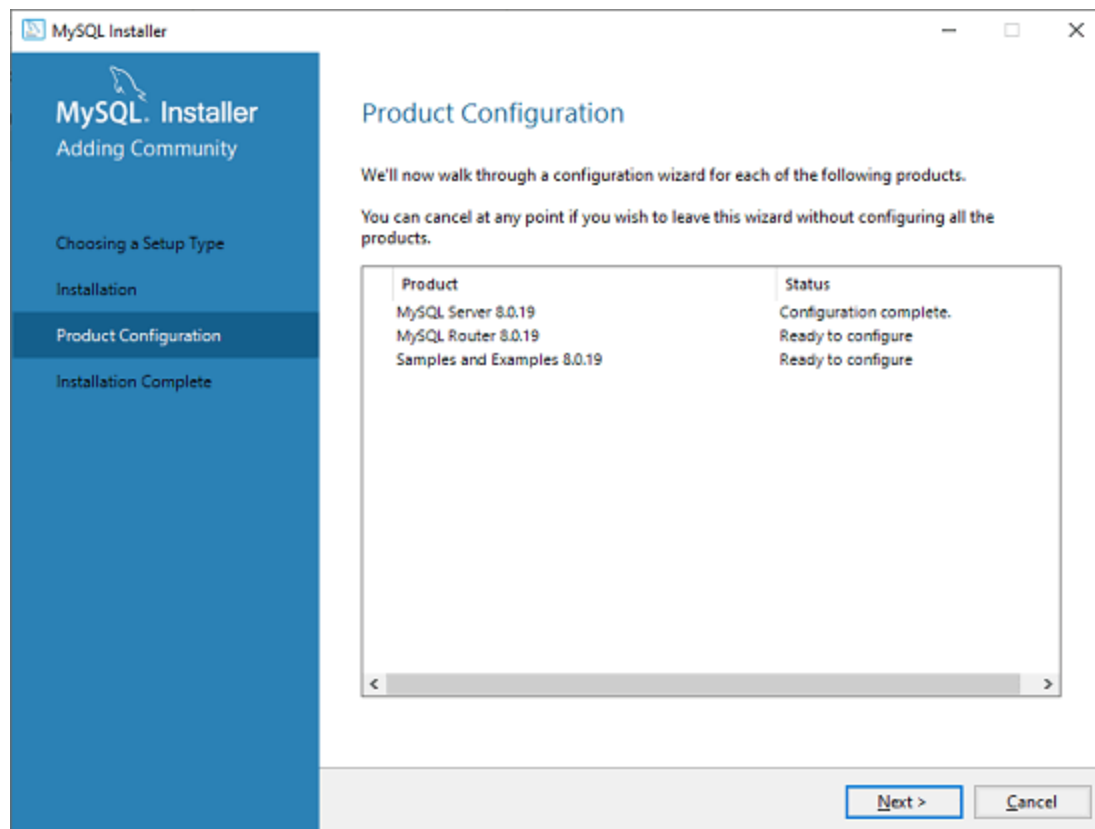 MySQL Installer
MySQL. Installer
Adding Community
Choosing a Setup Type
Installation
Product Configuration
Installation Complete
Product Configuration
We'll now walk through a configuration wizard for each of the following products.
You can cancel at any point if you wish to leave this wizard without configuring all the
products.
Product Status
MySQL Server 8.0.19 Configuration complete.
MySQL Router 8.0.19 Ready to configure
Samples and Examples 8.0.19 Ready to configure
Next >
Cancel